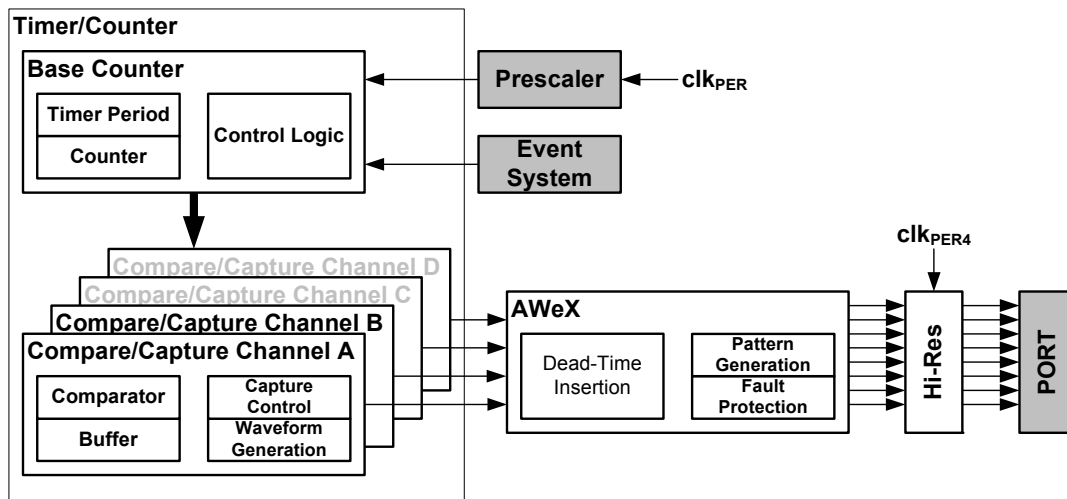 Timer/Counter
Base Counter
Timer Period
Counter
Control Logic
Prescaler
clkPER
Event
System
Compare/Capture Channel D
Compare/Capture Channel C
Compare/Capture Channel B
Compare/Capture Channel A
Comparator
Buffer
Capture
Control
Waveform
Generation
AWeX
Dead-Time
Insertion
Pattern
Generation
Fault
Protection
clkPER4
Hi-Res
PORT